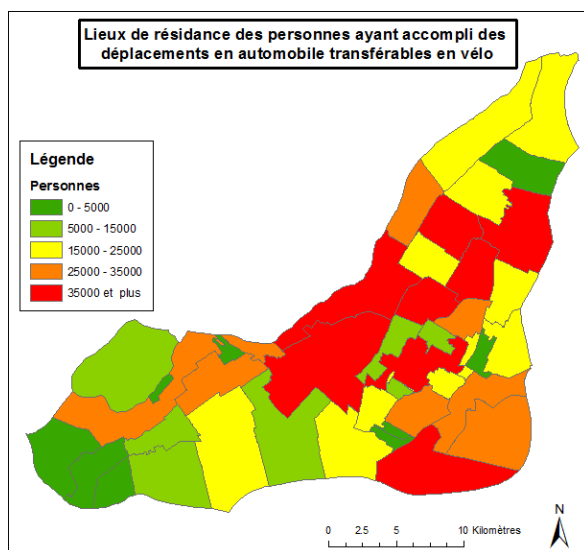 Lieux de résidance des personnes ayant accompli des
déplacements en automobile transférables en vélo
Légende
Personnes
0 - 5000
5000 - 15000
15000 - 25000
25000 - 35000
35000 et plus
N
0 2.5 5 10 Kilomètres